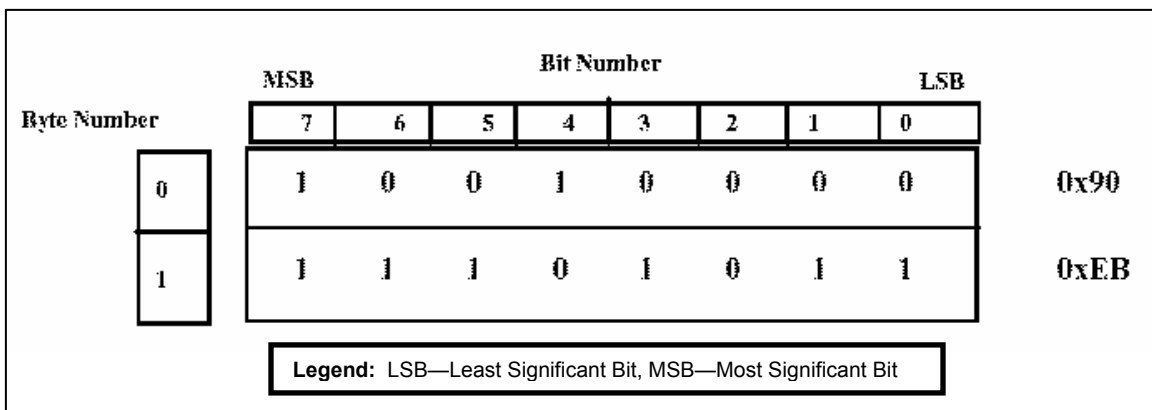 Bit Number
MSB LSB
Byte Number 7 6 5 4 3 2 1 0
0 1 0 0 1 0 0 0 0 0x90
1 1 1 1 0 1 0 1 1 0xEB
Legend: LSB—Least Significant Bit, MSB—Most Significant Bit